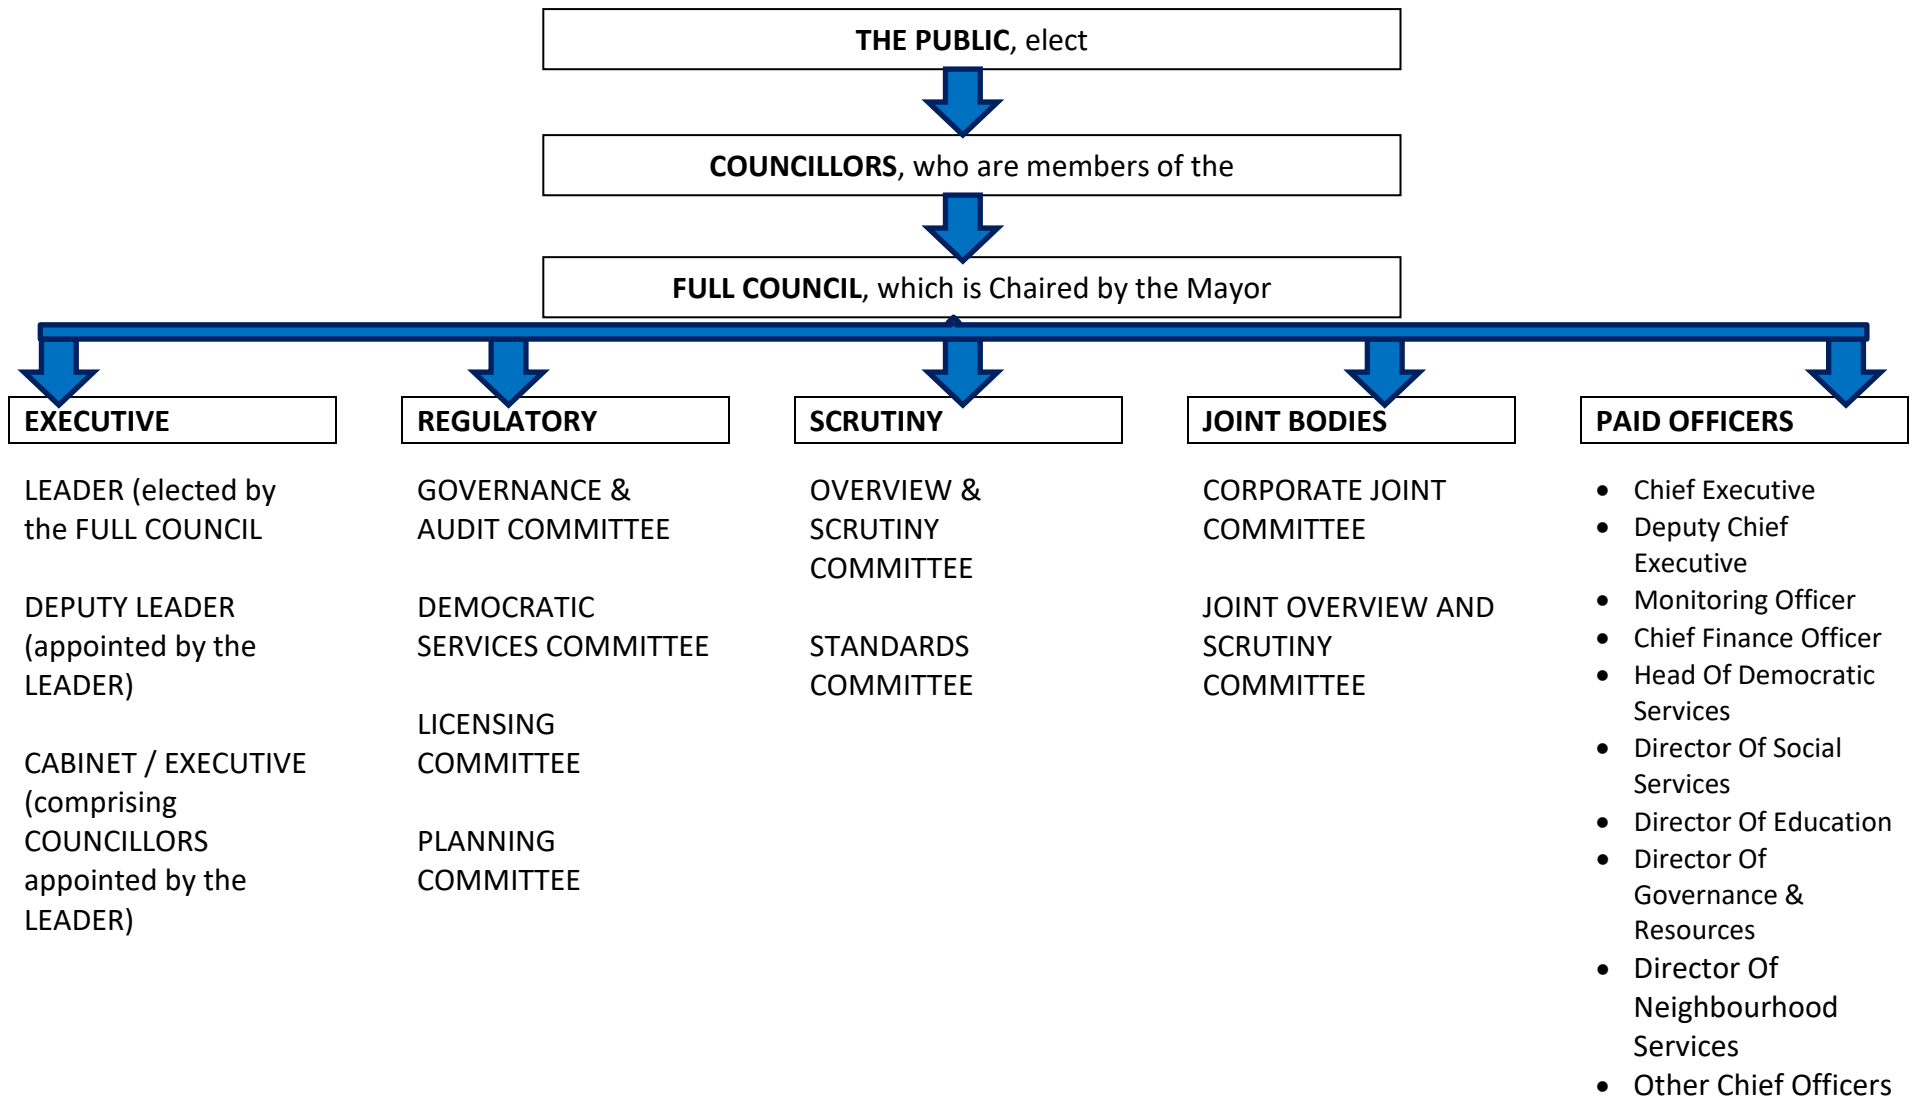 THE PUBLIC, elect
COUNCILLORS, who are members of the
FULL COUNCIL, which is Chaired by the Mayor
EXECUTIVE
LEADER (elected by
the FULL COUNCIL
DEPUTY LEADER
(appointed by the
LEADER)
CABINET / EXECUTIVE
(comprising
COUNCILLORS
appointed by the
LEADER)
REGULATORY
GOVERNANCE &
AUDIT COMMITTEE
DEMOCRATIC
SERVICES COMMITTEE
LICENSING
COMMITTEE
PLANNING
COMMITTEE
SCRUTINY
OVERVIEW &
SCRUTINY
COMMITTEE
STANDARDS
COMMITTEE
JOINT BODIES
CORPORATE JOINT
COMMITTEE
JOINT OVERVIEW AND
SCRUTINY
COMMITTEE
PAID OFFICERS
• Chief Executive
• Deputy Chief
Executive
• Monitoring Officer
• Chief Finance Officer
• Head Of Democratic
Services
• Director Of Social
Services
• Director Of Education
• Director Of
Governance &
Resources
• Director Of
Neighbourhood
Services
• Other Chief Officers